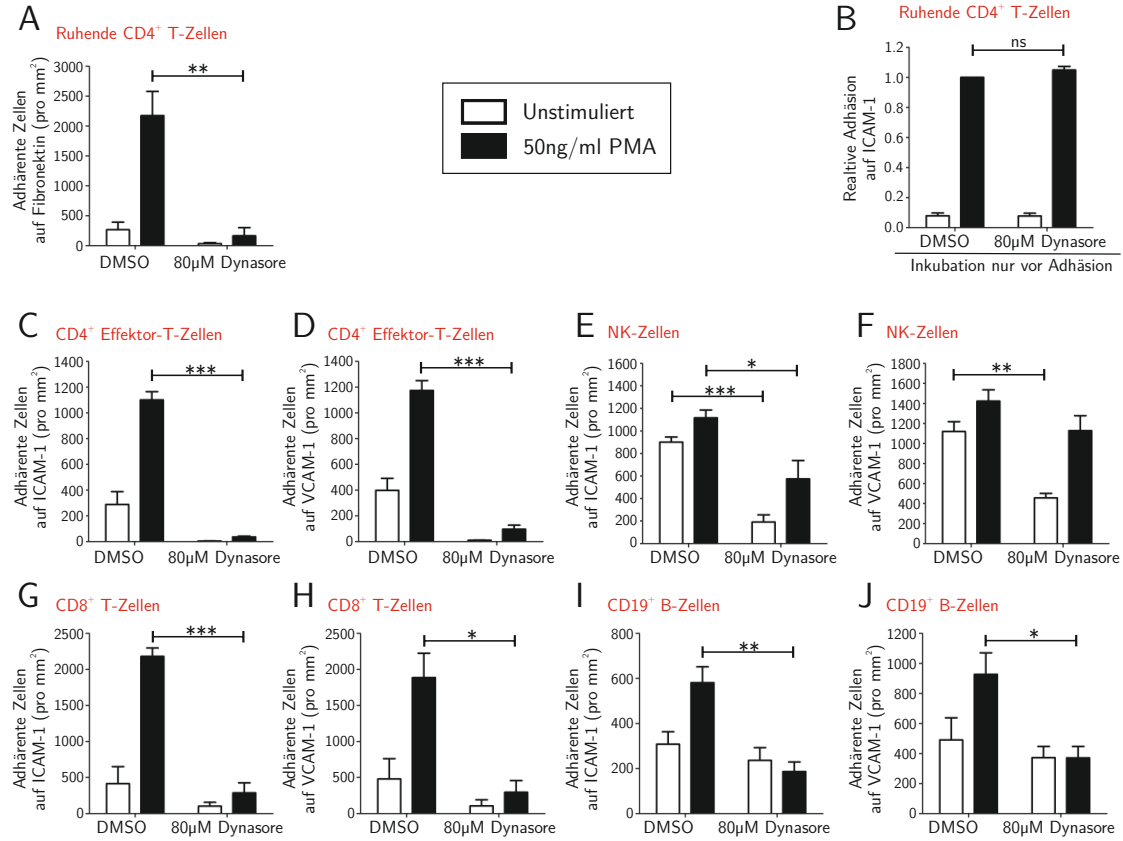 A
Ruhende CD4⁺ T-Zellen
Adhärente Zellen
auf Fibronektin (pro mm²)
3000
2500
2000
1500
1000
500
0
**
DMSO 80µM Dynasore
Unstimuliert
50ng/ml PMA
B
Ruhende CD4⁺ T-Zellen
Realtive Adhäsion
auf ICAM-1
1.2
1.0
0.8
0.6
0.4
0.2
0.0
ns
DMSO 80µM Dynasore
Inkubation nur vor Adhäsion
C
CD4⁺ Effektor-T-Zellen
Adhärente Zellen
auf ICAM-1 (pro mm²)
1400
1200
1000
800
600
400
200
0
***
DMSO 80µM Dynasore
D
CD4⁺ Effektor-T-Zellen
Adhärente Zellen
auf VCAM-1 (pro mm²)
1400
1200
1000
800
600
400
200
0
***
DMSO 80µM Dynasore
E
NK-Zellen
Adhärente Zellen
auf ICAM-1 (pro mm²)
1600
1400
1200
1000
800
600
400
200
0
*
***
DMSO 80µM Dynasore
F
NK-Zellen
Adhärente Zellen
auf VCAM-1 (pro mm²)
1800
1600
1400
1200
1000
800
600
400
200
0
**
DMSO 80µM Dynasore
G
CD8⁺ T-Zellen
Adhärente Zellen
auf ICAM-1 (pro mm²)
2500
2000
1500
1000
500
0
***
DMSO 80µM Dynasore
H
CD8⁺ T-Zellen
Adhärente Zellen
auf VCAM-1 (pro mm²)
2500
2000
1500
1000
500
0
*
DMSO 80µM Dynasore
I
CD19⁺ B-Zellen
Adhärente Zellen
auf ICAM-1 (pro mm²)
800
600
400
200
0
**
DMSO 80µM Dynasore
J
CD19⁺ B-Zellen
Adhärente Zellen
auf VCAM-1 (pro mm²)
1200
1000
800
600
400
200
0
*
DMSO 80µM Dynasore